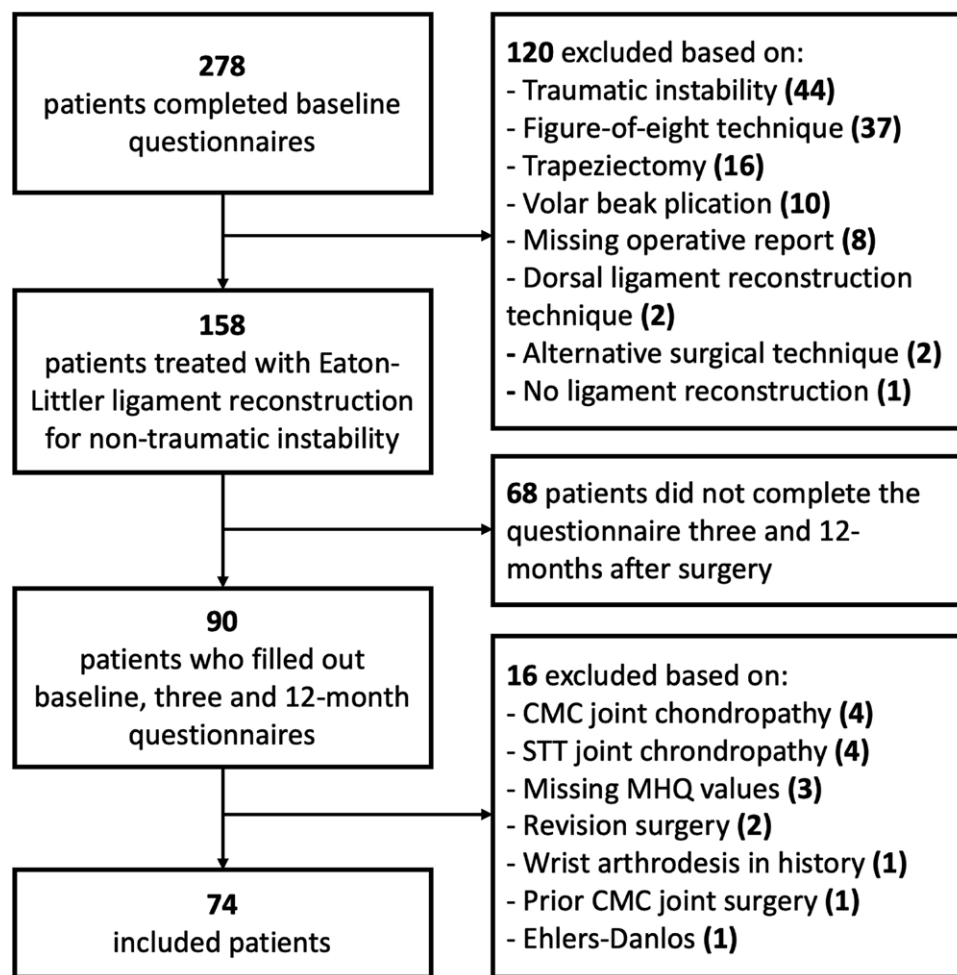 278
patients completed baseline
questionnaires
120 excluded based on:
- Traumatic instability (44)
- Figure-of-eight technique (37)
- Trapeziectomy (16)
- Volar beak plication (10)
- Missing operative report (8)
- Dorsal ligament reconstruction
technique (2)
- Alternative surgical technique (2)
- No ligament reconstruction (1)
158
patients treated with Eaton-
Littler ligament reconstruction
for non-traumatic instability
68 patients did not complete the
questionnaire three and 12-
months after surgery
90
patients who filled out
baseline, three and 12-month
questionnaires
16 excluded based on:
- CMC joint chondropathy (4)
- STT joint chrondropathy (4)
- Missing MHQ values (3)
- Revision surgery (2)
- Wrist arthrodesis in history (1)
- Prior CMC joint surgery (1)
- Ehlers-Danlos (1)
74
included patients